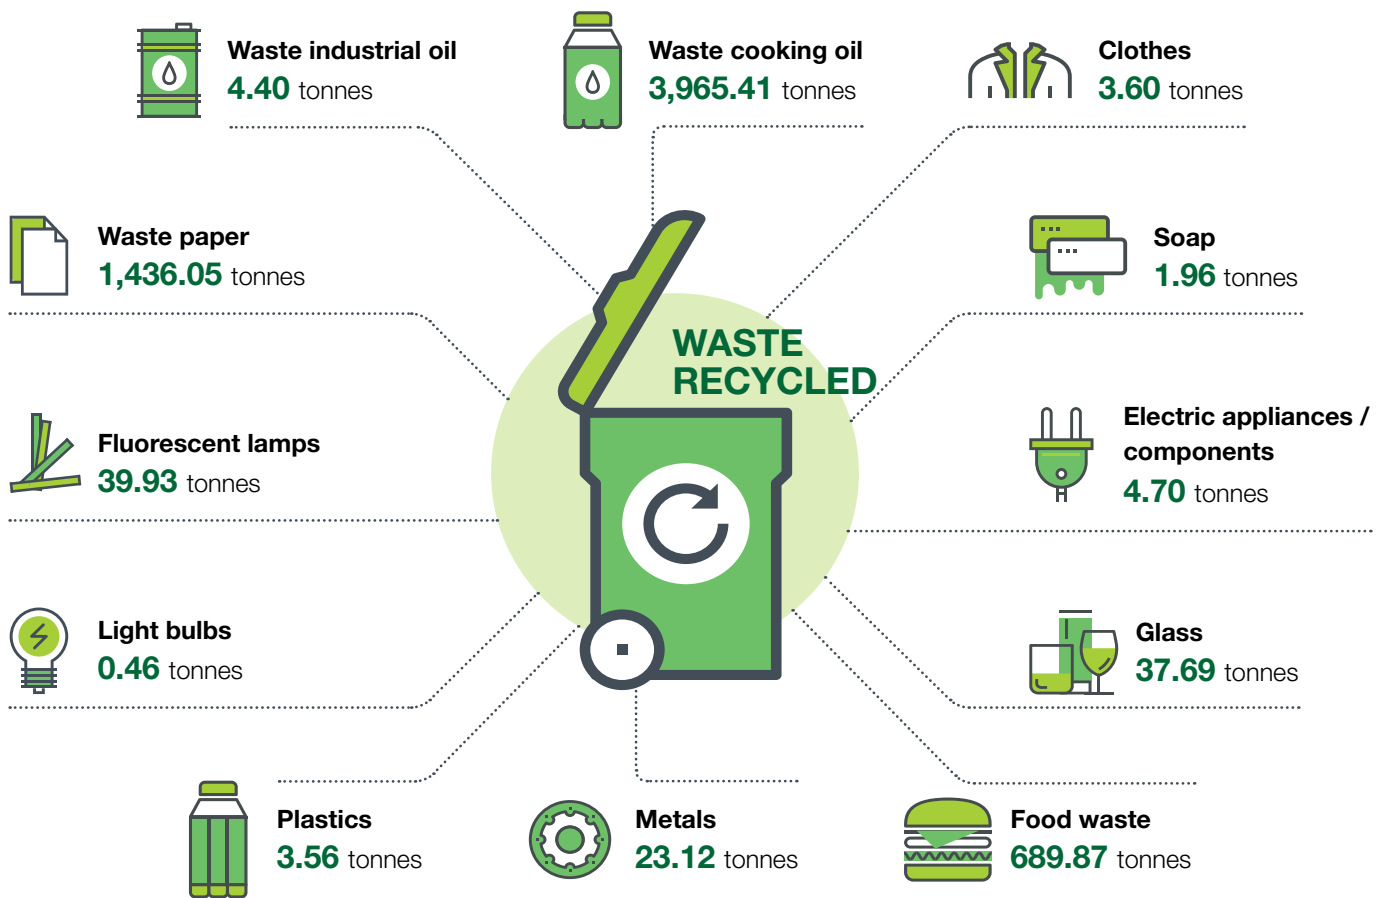 Waste industrial oil
4.40 tonnes
Waste cooking oil
3,965.41 tonnes
Clothes
3.60 tonnes
Waste paper
1,436.05 tonnes
Soap
1.96 tonnes
WASTE
RECYCLED
Fluorescent lamps
39.93 tonnes
Electric appliances /
components
4.70 tonnes
Light bulbs
0.46 tonnes
Glass
37.69 tonnes
Plastics
3.56 tonnes
Metals
23.12 tonnes
Food waste
689.87 tonnes